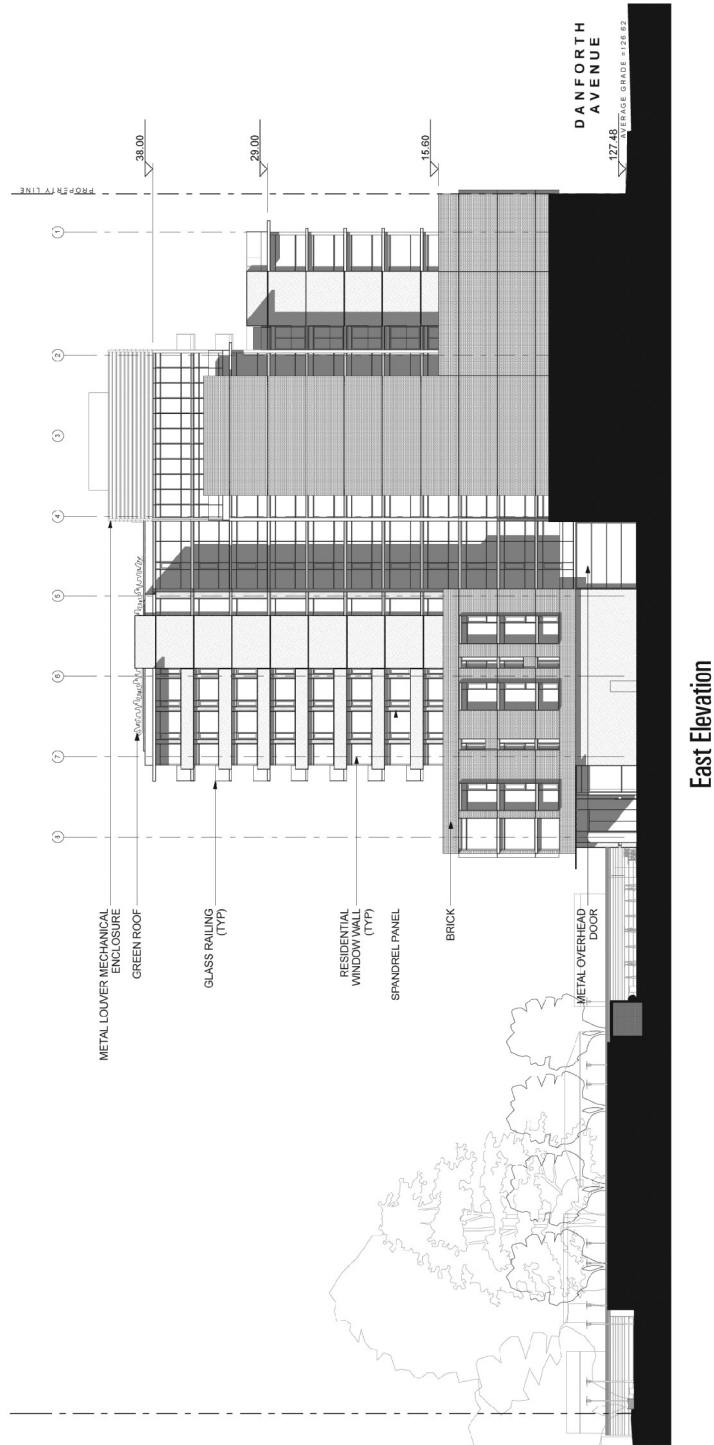 METAL LOUVER MECHANICAL
ENCLOSURE
GREEN ROOF
GLASS RAILING
(TYP)
RESIDENTIAL
WINDOW WALL
(TYP)
SPANDREL PANEL
BRICK
METAL OVERHEAD
DOOR
8
7
6
5
4
3
2
1
PROPERTY LINE
38.00
29.00
15.60
127.48
DANFORTH
AVENUE
AVERAGE GRADE =126.62
East Elevation